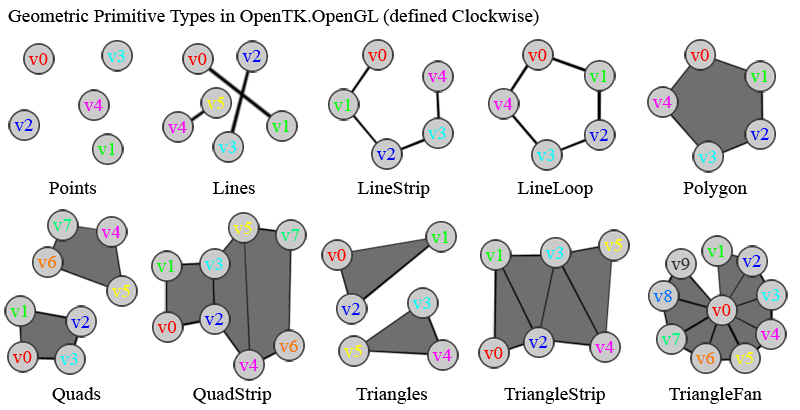 Geometric Primitive Types in OpenTK.OpenGL (defined Clockwise)
v0 v3 v4 v2 v1
Points
v0 v2 v5 v4 v1 v3
Lines
v0 v4 v1 v3 v2
LineStrip
v0 v1 v4 v2 v3
LineLoop
v0 v1 v4 v2 v3
Polygon
v7 v4 v6 v5
v1 v2 v0 v3
Quads
v5 v7 v1 v3 v0 v2 v6 v4
QuadStrip
v1 v0 v2
v3 v5 v4
Triangles
v1 v3 v5 v0 v2 v4
TriangleStrip
v1 v9 v2 v8 v3 v0 v7 v4 v6 v5
TriangleFan